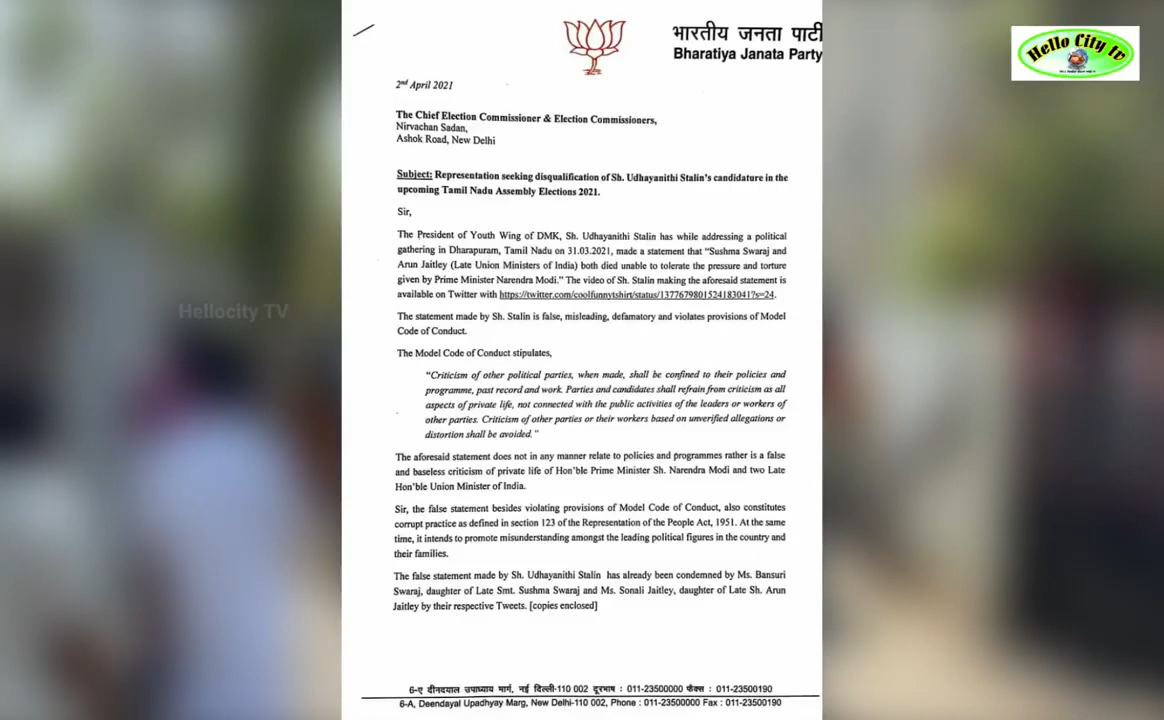 भारतीय जनता पार्टी
Bharatiya Janata Party
Hello City tv
2nd April 2021
The Chief Election Commissioner & Election Commissioners,
Nirvachan Sadan,
Ashok Road, New Delhi
Subject: Representation seeking disqualification of Sh. Udhayanithi Stalin's candidature in the
upcoming Tamil Nadu Assembly Elections 2021.
Sir,
The President of Youth Wing of DMK, Sh. Udhayanithi Stalin has while addressing a political
gathering in Dharapuram, Tamil Nadu on 31.03.2021, made a statement that "Sushma Swaraj and
Arun Jaitley (Late Union Ministers of India) both died unable to tolerate the pressure and torture
given by Prime Minister Narendra Modi." The video of Sh. Stalin making the aforesaid statement is
available on Twitter with https://twitter.com/coolfunnytshirt/status/1377679801524183041?s=24.
Hellocity TV
The statement made by Sh. Stalin is false, misleading, defamatory and violates provisions of Model
Code of Conduct.
The Model Code of Conduct stipulates,
"Criticism of other political parties, when made, shall be confined to their policies and
programme, past record and work. Parties and candidates shall refrain from criticism as all
aspects of private life, not connected with the public activities of the leaders or workers of
other parties. Criticism of other parties or their workers based on unverified allegations or
distortion shall be avoided."
The aforesaid statement does not in any manner relate to policies and programmes rather is a false
and baseless criticism of private life of Hon'ble Prime Minister Sh. Narendra Modi and two Late
Hon'ble Union Minister of India.
Sir, the false statement besides violating provisions of Model Code of Conduct, also constitutes
corrupt practice as defined in section 123 of the Representation of the People Act, 1951. At the same
time, it intends to promote misunderstanding amongst the leading political figures in the country and
their families.
The false statement made by Sh. Udhayanithi Stalin has already been condemned by Ms. Bansuri
Swaraj, daughter of Late Smt. Sushma Swaraj and Ms. Sonali Jaitley, daughter of Late Sh. Arun
Jaitley by their respective Tweets. [copies enclosed]
6-ए दीनदयाल उपाध्याय मार्ग, नई दिल्ली-110 002 दूरभाष : 011-23500000 फैक्स : 011-23500190
6-A, Deendayal Upadhyay Marg, New Delhi-110 002, Phone : 011-23500000 Fax : 011-23500190